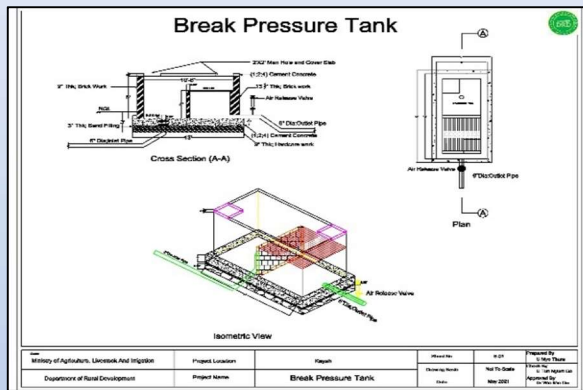 Break Pressure Tank
2'X2' Man Hole and Cover Slab
(1:2:4) Cement Concrete
9" Thk; Brick Work
Air Release Valve
6" Dia:Outlet Pipe
3" Thk; Sand Filling
6" Dia;Inlet Pipe
(1:2:4) Cement Concrete
9" Thk; Hardcore work
Cross Section (A-A)
A
Air Release Valve
6"Dia:Outlet Pipe
A
Plan
Air Release Valve
Isometric View
Ministry of Agriculture, Livestock And Irrigation
Project Location
Department of Rural Development
Project Name
Break Pressure Tank
Not To Scale
Date
May 2021
Prepared By
Approved By